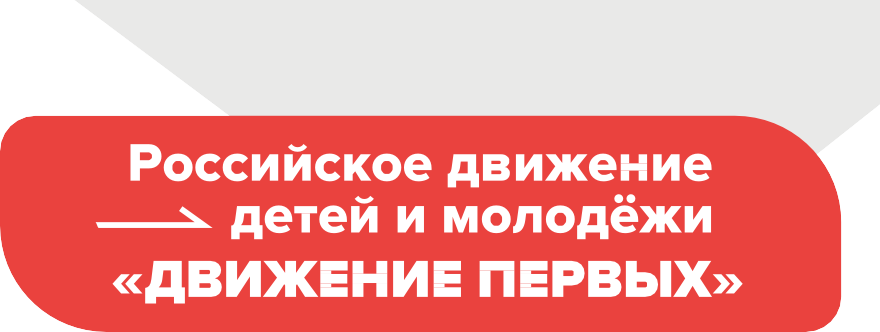 Российское движение
детей и молодёжи
«ДВИЖЕНИЕ ПЕРВЫХ»